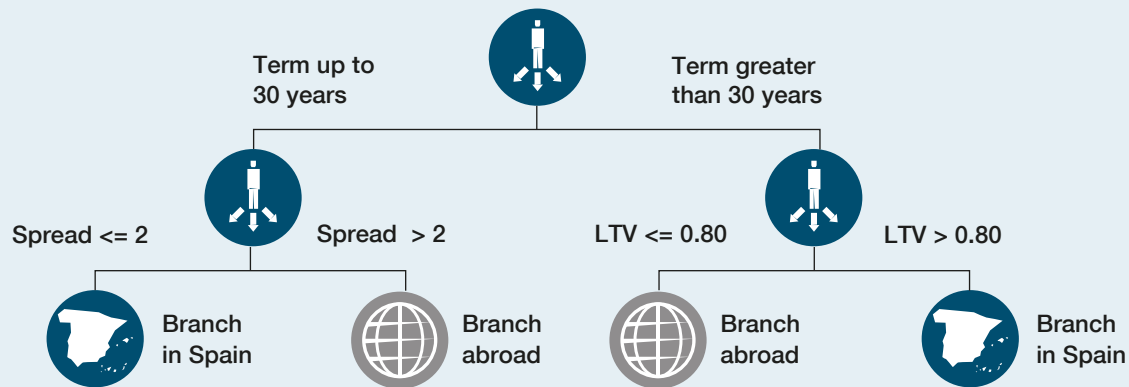 Term up to
30 years
Term greater
than 30 years
Spread <= 2
Spread > 2
LTV <= 0.80
LTV > 0.80
Branch
in Spain
Branch
abroad
Branch
abroad
Branch
in Spain